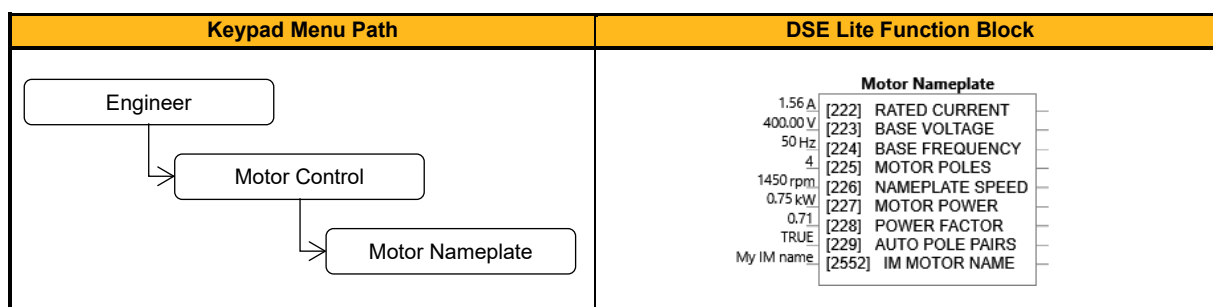 Keypad Menu Path
DSE Lite Function Block
Engineer
Motor Control
Motor Nameplate
Motor Nameplate
1.56 A [222] RATED CURRENT
400.00 V [223] BASE VOLTAGE
50 Hz [224] BASE FREQUENCY
4 [225] MOTOR POLES
1450 rpm [226] NAMEPLATE SPEED
0.75 kW [227] MOTOR POWER
0.71 [228] POWER FACTOR
TRUE [229] AUTO POLE PAIRS
My IM name [2552] IM MOTOR NAME